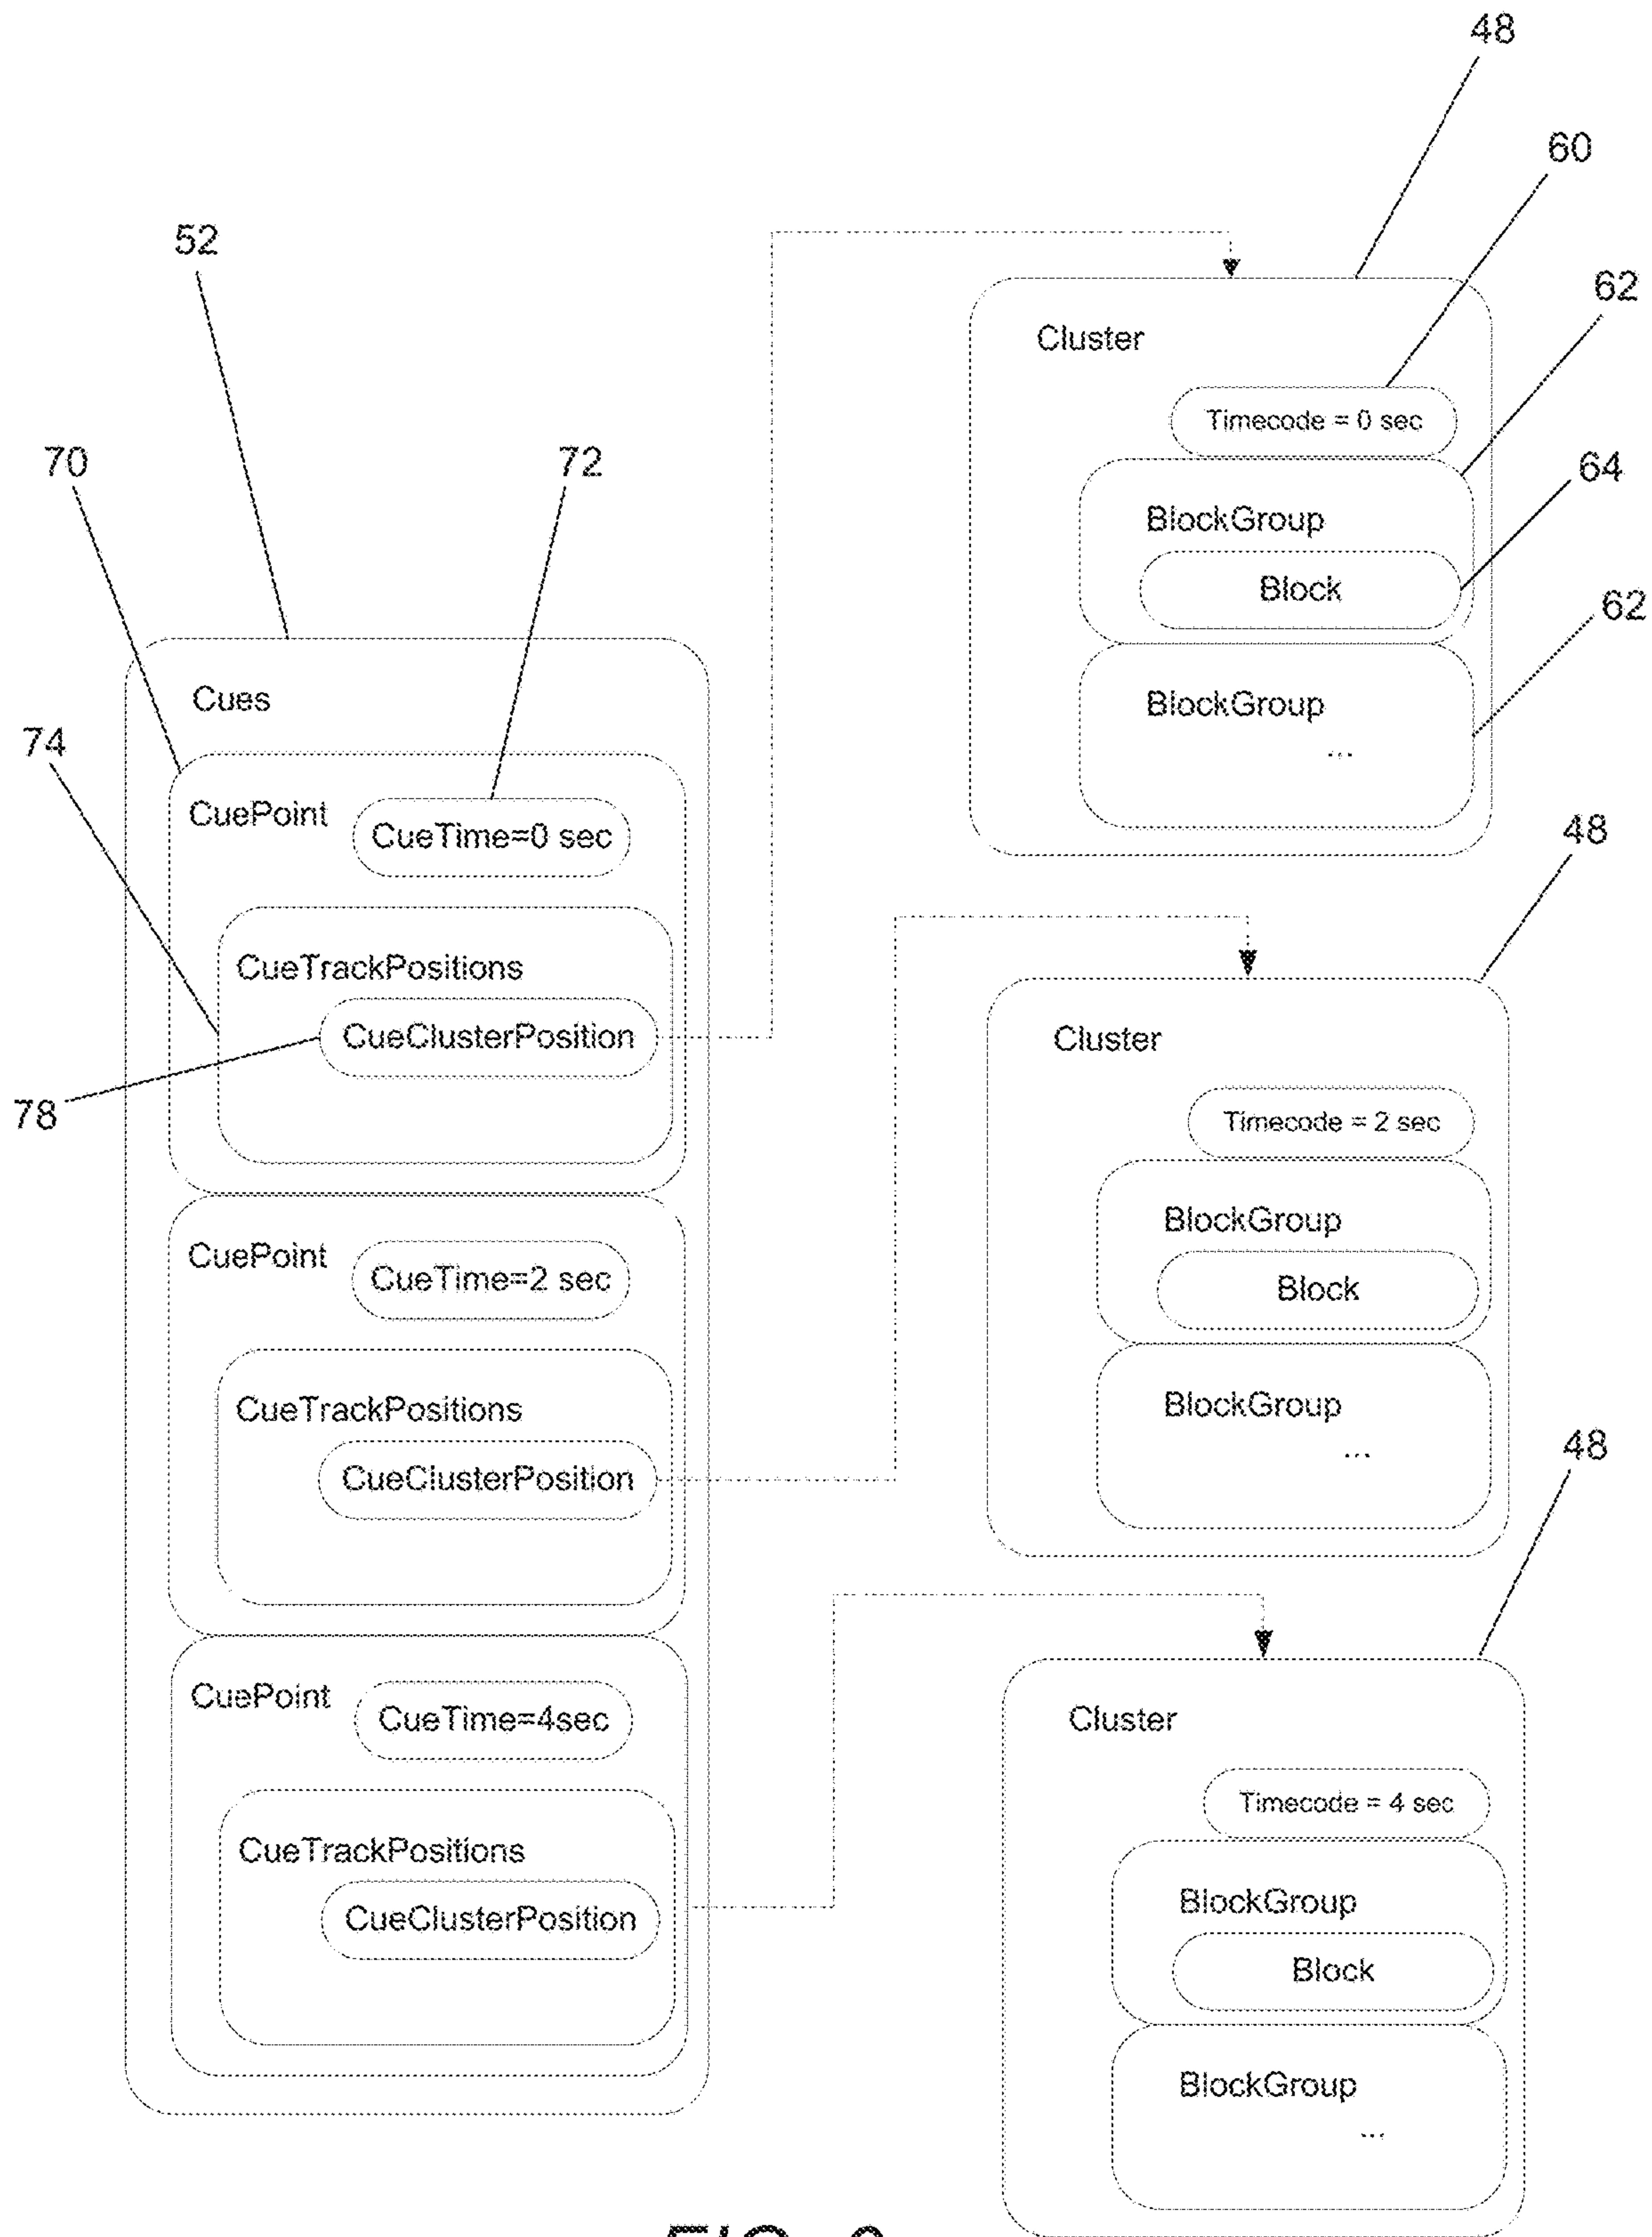 48
60
52
62
Cluster
Timecode = 0 sec
70
72
64
BlockGroup
Block
62
Cues
BlockGroup
...
74
CuePoint
CueTime=0 sec
48
CueTrackPositions
CueClusterPosition
Cluster
78
Timecode = 2 sec
BlockGroup
CuePoint
CueTime=2 sec
Block
CueTrackPositions
BlockGroup
...
48
CueClusterPosition
CuePoint
CueTime=4sec
Cluster
Timecode = 4 sec
CueTrackPositions
BlockGroup
CueClusterPosition
Block
BlockGroup
...